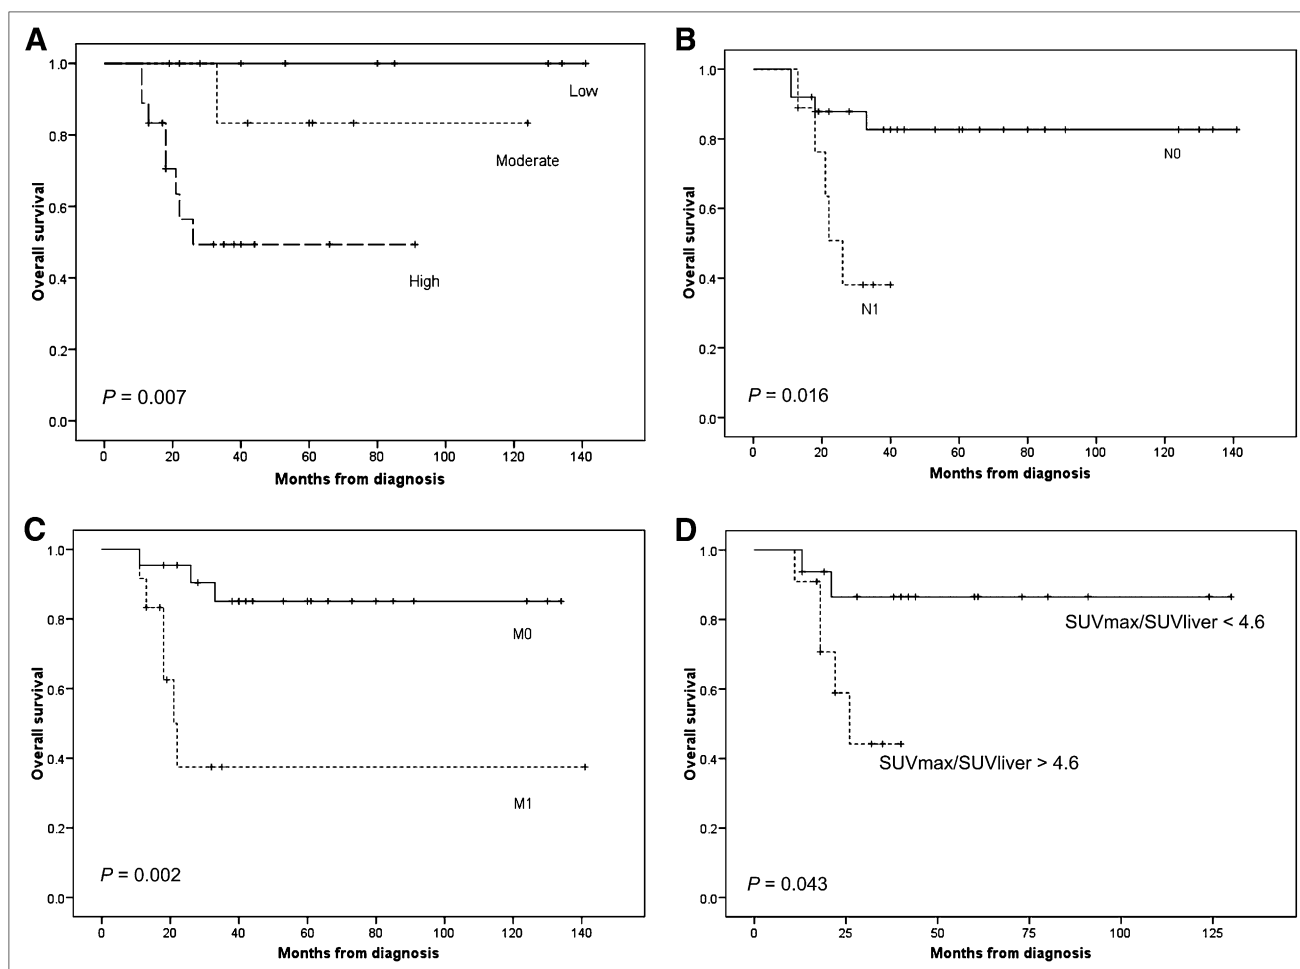 A
1.0
0.8
0.6
0.4
0.2
0.0
Overall survival
Low
Moderate
High
P = 0.007
0 20 40 60 80 100 120 140
Months from diagnosis
B
1.0
0.8
0.6
0.4
0.2
0.0
Overall survival
N0
N1
P = 0.016
0 20 40 60 80 100 120 140
Months from diagnosis
C
1.0
0.8
0.6
0.4
0.2
0.0
Overall survival
M0
M1
P = 0.002
0 20 40 60 80 100 120 140
Months from diagnosis
D
1.0
0.8
0.6
0.4
0.2
0.0
Overall survival
SUVmax/SUVliver < 4.6
SUVmax/SUVliver > 4.6
P = 0.043
0 25 50 75 100 125
Months from diagnosis